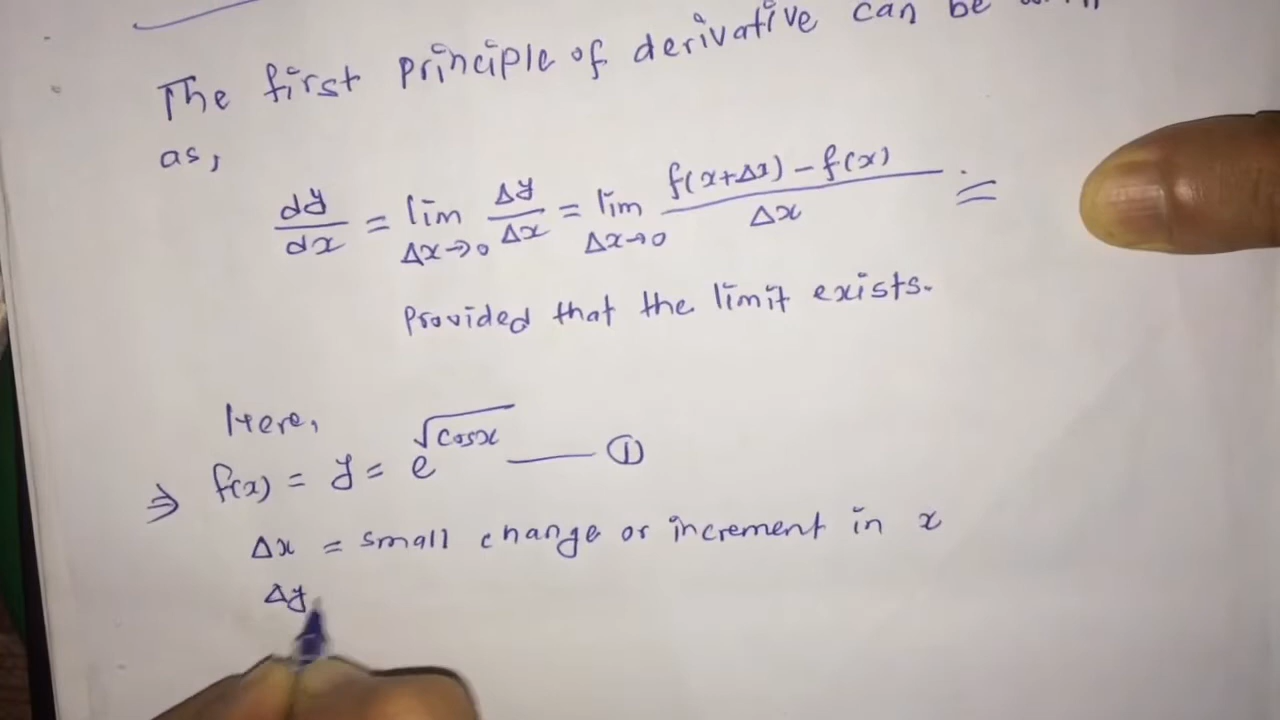 The first principle of derivative can be
as,
dy/dx = lim Δx→0 Δy/Δx = lim Δx→0 f(x+Δx) - f(x)/Δx
Provided that the limit exists.
Here,
⇒ f(x) = y = e^√cosx —— ①
Δx = small change or increment in x
Δy